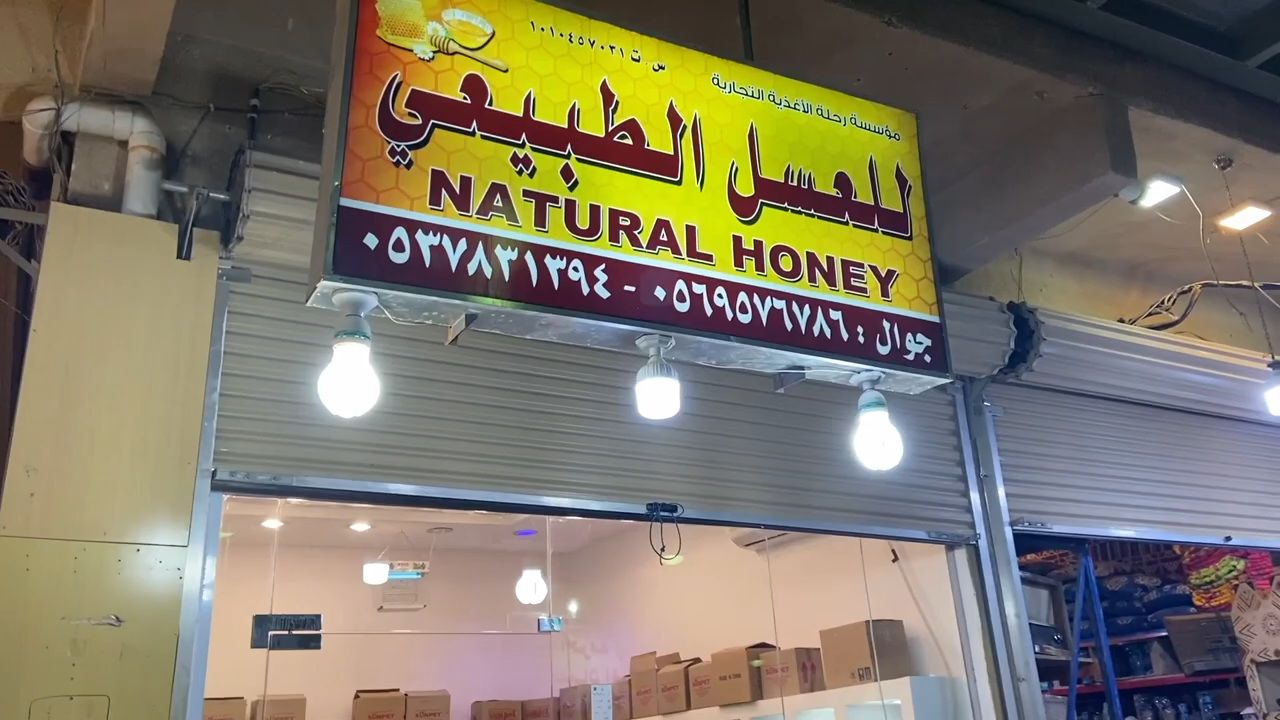 س . ت ١٠١٠٤٥٧٠٣١
مؤسسة رحلة الأغذية التجارية
للعسل الطبيعي
NATURAL HONEY
جوال : ٠٥٦٩٥٧٦٧٨٦ - ٠٥٣٧٨٣١٣٩٤